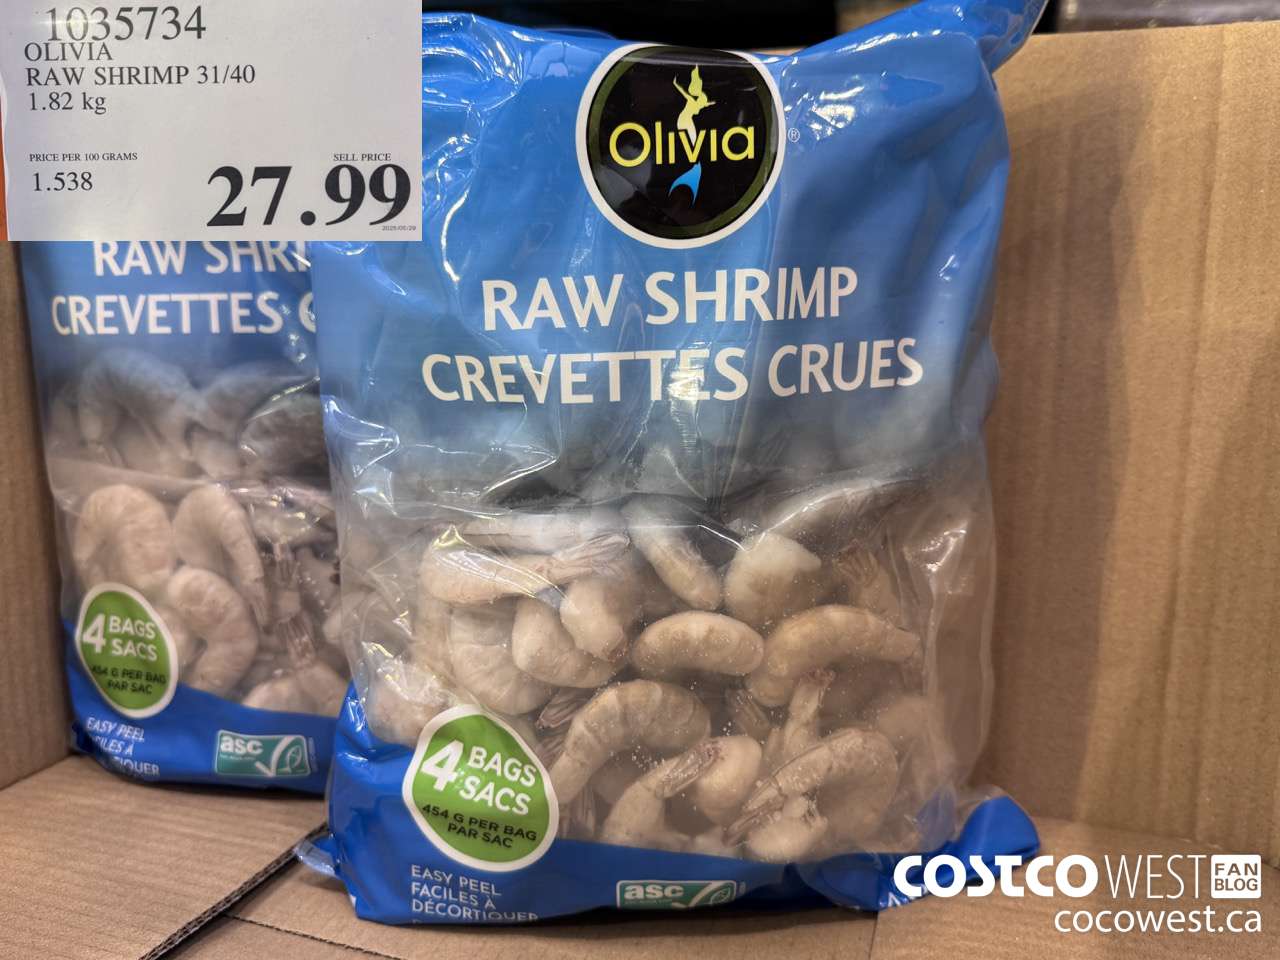 1035734
OLIVIA
RAW SHRIMP 31/40
1.82 kg
PRICE PER 100 GRAMS
1.538
SELL PRICE
27.99
Olivia
®
RAW SHRIMP
CREVETTES CRUES
4 BAGS
SACS
454 G PER BAG
PAR SAC
EASY PEEL
FACILES À
DÉCORTIQUER
asc
RAW SHRI
CREVETTES
4 BAGS
SACS
454 G PER BAG
PAR SAC
EASY PEEL
CILES À
TIQUER
asc
COSTCO WEST FAN BLOG
cocowest.ca